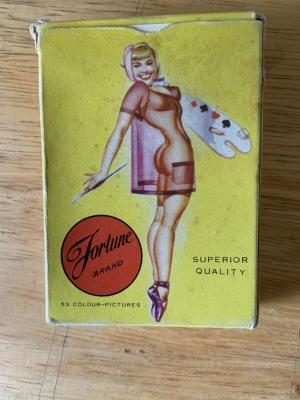 Fortune
BRAND
SUPERIOR
QUALITY
53 COLOUR-PICTURES